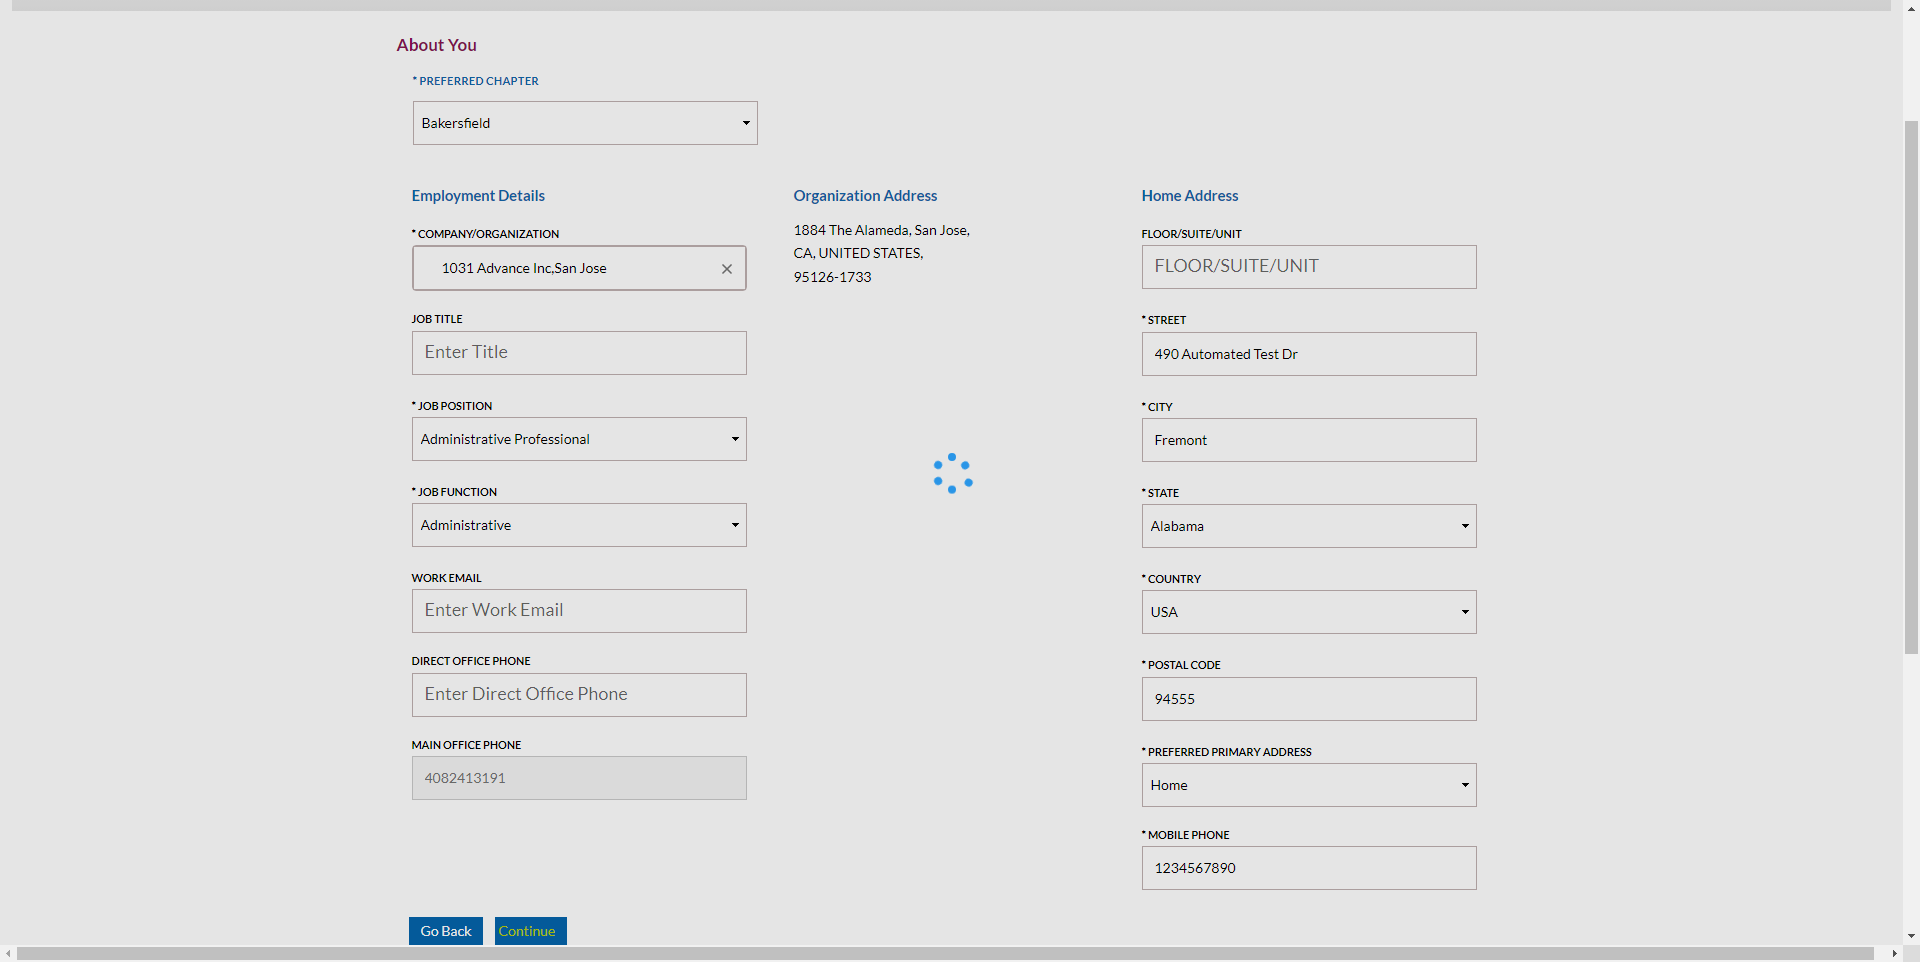 About You
* PREFERRED CHAPTER
Bakersfield
Employment Details
* COMPANY/ORGANIZATION
1031 Advance Inc,San Jose
JOB TITLE
Enter Title
* JOB POSITION
Administrative Professional
* JOB FUNCTION
Administrative
WORK EMAIL
Enter Work Email
DIRECT OFFICE PHONE
Enter Direct Office Phone
MAIN OFFICE PHONE
4082413191
Organization Address
1884 The Alameda, San Jose,
CA, UNITED STATES,
95126-1733
Home Address
FLOOR/SUITE/UNIT
FLOOR/SUITE/UNIT
* STREET
490 Automated Test Dr
* CITY
Fremont
* STATE
Alabama
* COUNTRY
USA
* POSTAL CODE
94555
* PREFERRED PRIMARY ADDRESS
Home
* MOBILE PHONE
1234567890
Go Back
Continue